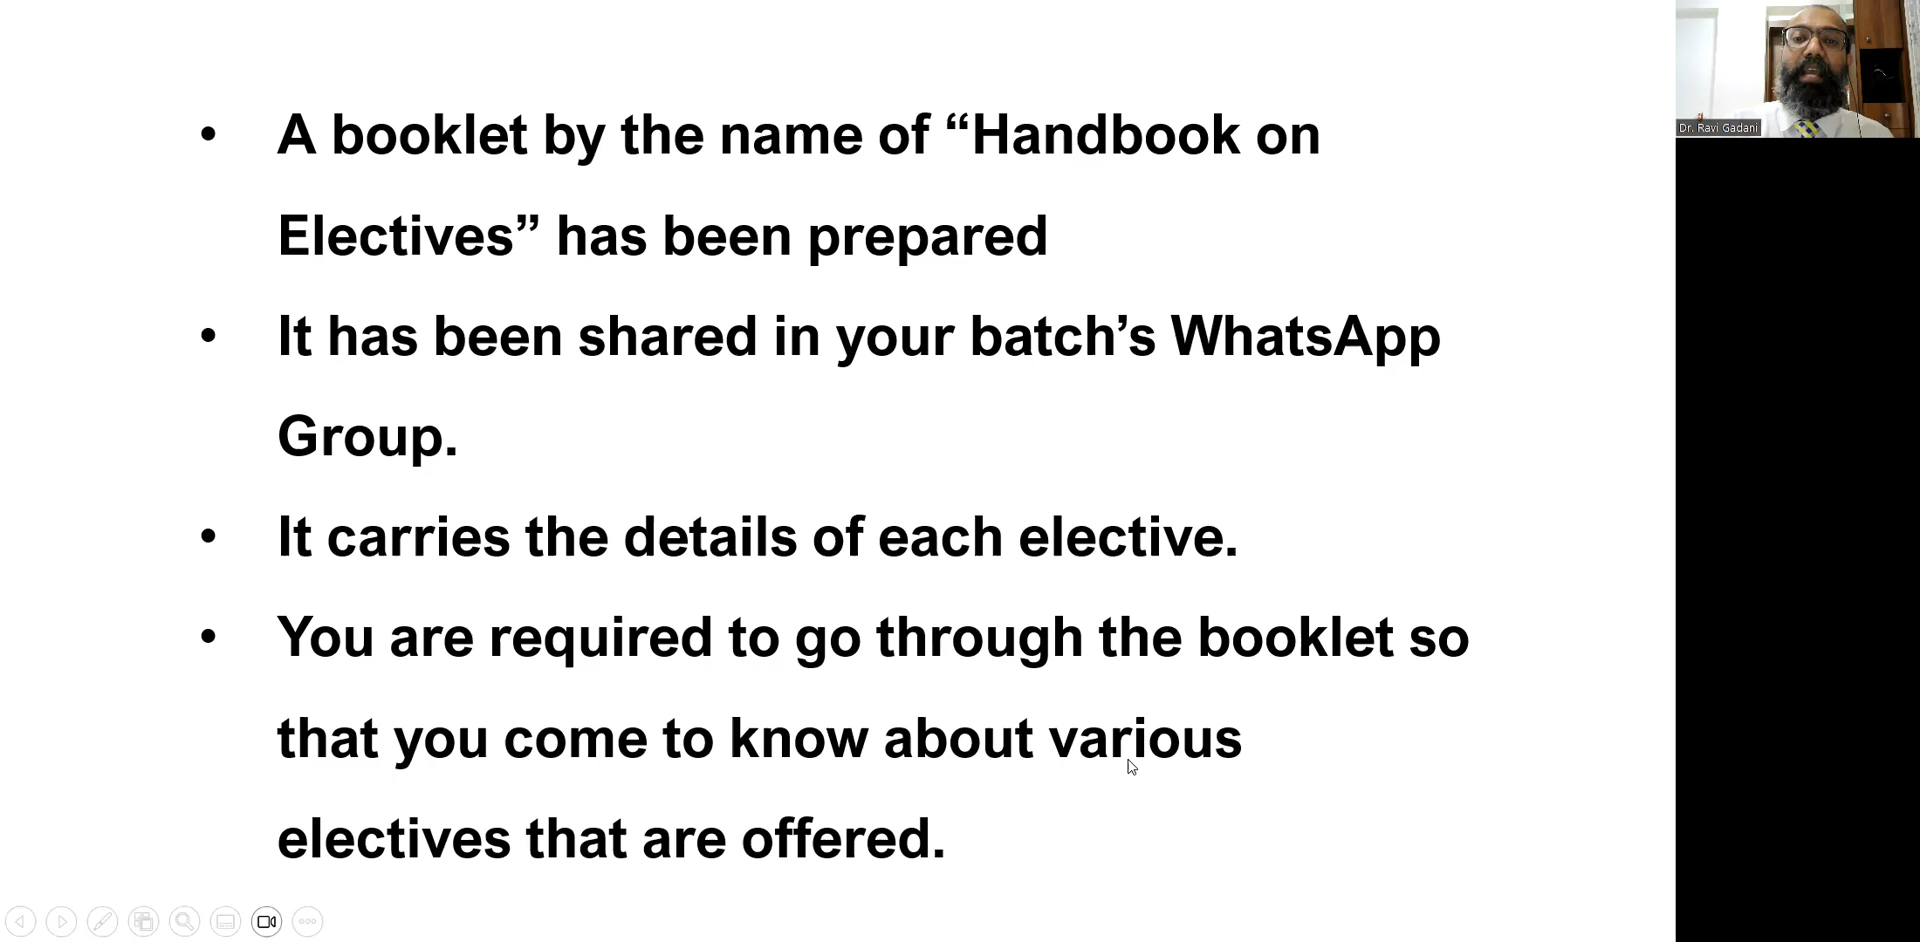 • A booklet by the name of “Handbook on
Electives” has been prepared
• It has been shared in your batch’s WhatsApp
Group.
• It carries the details of each elective.
• You are required to go through the booklet so
that you come to know about various
electives that are offered.
Dr. Ravi Gadani